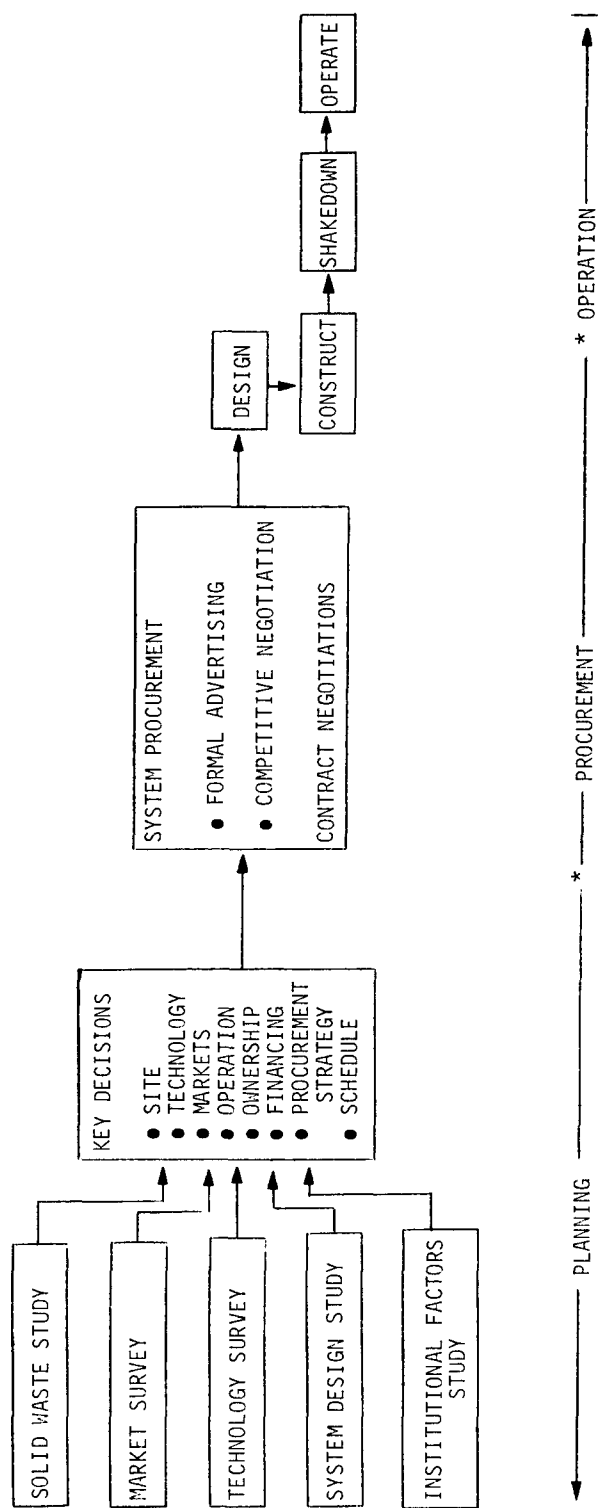 SOLID WASTE STUDY
MARKET SURVEY
TECHNOLOGY SURVEY
SYSTEM DESIGN STUDY
INSTITUTIONAL FACTORS
STUDY
KEY DECISIONS
● SITE
● TECHNOLOGY
● MARKETS
● OPERATION
● OWNERSHIP
● FINANCING
● PROCUREMENT
STRATEGY
● SCHEDULE
SYSTEM PROCUREMENT
● FORMAL ADVERTISING
● COMPETITIVE NEGOTIATION
CONTRACT NEGOTIATIONS
DESIGN
CONSTRUCT
SHAKEDOWN
OPERATE
PLANNING * PROCUREMENT * OPERATION